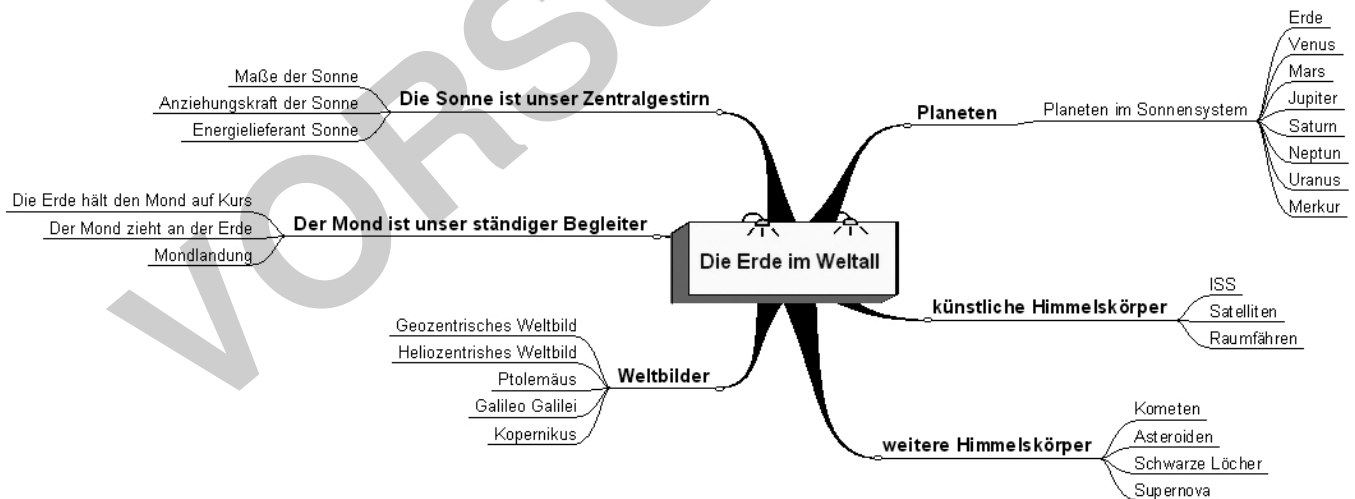 Die Erde im Weltall
Die Sonne ist unser Zentralgestirn
Maße der Sonne
Anziehungskraft der Sonne
Energielieferant Sonne
Der Mond ist unser ständiger Begleiter
Die Erde hält den Mond auf Kurs
Der Mond zieht an der Erde
Mondlandung
Weltbilder
Geozentrisches Weltbild
Heliozentrishes Weltbild
Ptolemäus
Galileo Galilei
Kopernikus
Planeten
Planeten im Sonnensystem
Erde
Venus
Mars
Jupiter
Saturn
Neptun
Uranus
Merkur
künstliche Himmelskörper
ISS
Satelliten
Raumfähren
weitere Himmelskörper
Kometen
Asteroiden
Schwarze Löcher
Supernova
VORSC